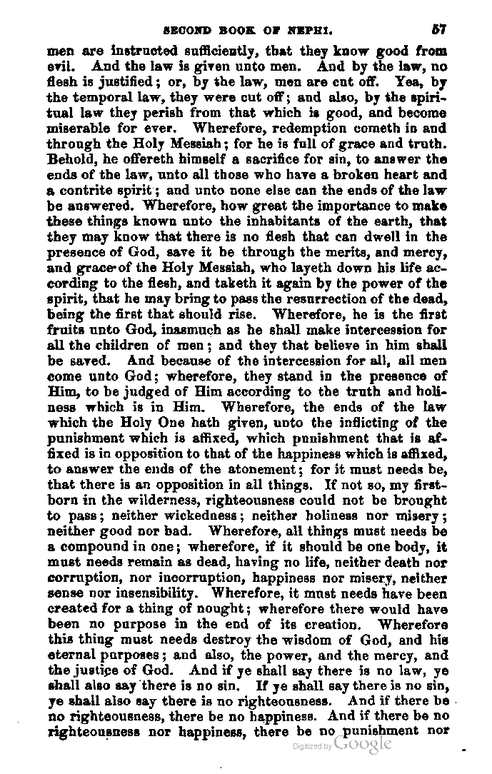 SECOND BOOK OF NEPHI. 57
men are instructed sufficiently, that they know good from
evil. And the law is given unto men. And by the law, no
flesh is justified; or, by the law, men are cut off. Yea, by
the temporal law, they were cut off; and also, by the spiri-
tual law they perish from that which is good, and become
miserable for ever. Wherefore, redemption cometh in and
through the Holy Messiah; for he is full of grace and truth.
Behold, he offereth himself a sacrifice for sin, to answer the
ends of the law, unto all those who have a broken heart and
a contrite spirit; and unto none else can the ends of the law
be answered. Wherefore, how great the importance to make
these things known unto the inhabitants of the earth, that
they may know that there is no flesh that can dwell in the
presence of God, save it be through the merits, and mercy,
and grace of the Holy Messiah, who layeth down his life ac-
cording to the flesh, and taketh it again by the power of the
spirit, that he may bring to pass the resurrection of the dead,
being the first that should rise. Wherefore, he is the first
fruits unto God, inasmuch as he shall make intercession for
all the children of men; and they that believe in him shall
be saved. And because of the intercession for all, all men
come unto God; wherefore, they stand in the presence of
Him, to be judged of Him according to the truth and holi-
ness which is in Him. Wherefore, the ends of the law
which the Holy One hath given, unto the inflicting of the
punishment which is affixed, which punishment that is af-
fixed is in opposition to that of the happiness which is affixed,
to answer the ends of the atonement; for it must needs be,
that there is an opposition in all things. If not so, my first-
born in the wilderness, righteousness could not be brought
to pass; neither wickedness; neither holiness nor misery;
neither good nor bad. Wherefore, all things must needs be
a compound in one; wherefore, if it should be one body, it
must needs remain as dead, having no life, neither death nor
corruption, nor incorruption, happiness nor misery, neither
sense nor insensibility. Wherefore, it must needs have been
created for a thing of nought; wherefore there would have
been no purpose in the end of its creation. Wherefore
this thing must needs destroy the wisdom of God, and his
eternal purposes; and also, the power, and the mercy, and
the justice of God. And if ye shall say there is no law, ye
shall also say there is no sin. If ye shall say there is no sin,
ye shall also say there is no righteousness. And if there be
no righteousness, there be no happiness. And if there be no
righteousness nor happiness, there be no punishment nor
Digitized by Google